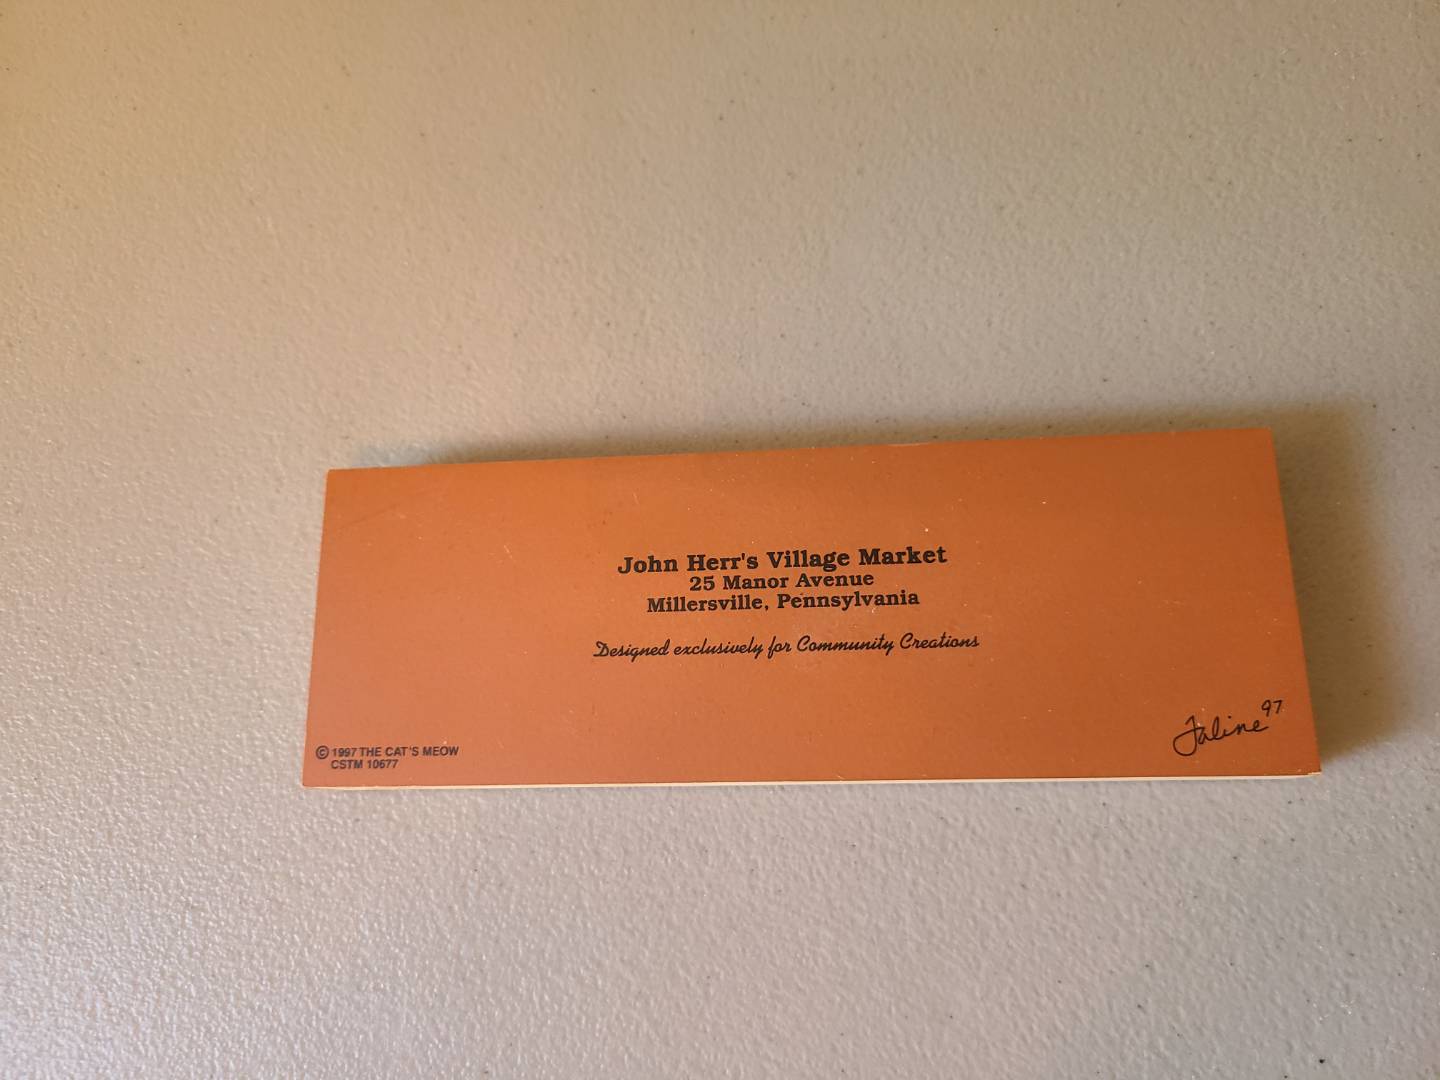 John Herr's Village Market
25 Manor Avenue
Millersville, Pennsylvania
Designed exclusively for Community Creations
© 1997 THE CAT'S MEOW
CSTM 10677
Faline 97